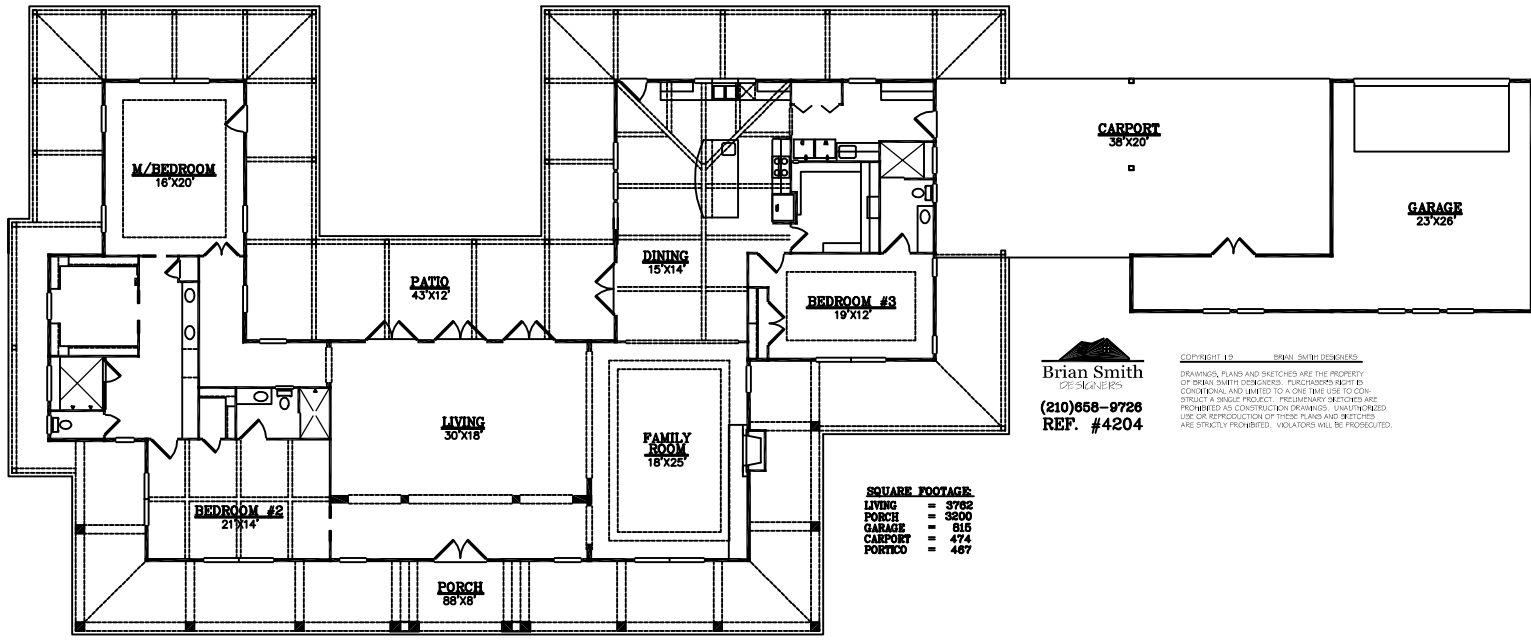 M/BEDROOM
16'X20'
CARPORT
38'X20'
GARAGE
23'X26'
DINING
15'X14'
PATIO
43'X12'
BEDROOM #3
19'X12'
LIVING
30'X18'
FAMILY
ROOM
18'X25'
BEDROOM #2
21'X14'
PORCH
88'X8'
Brian Smith
DESIGNERS
(210)658-9726
REF. #4204
COPYRIGHT 19 BRIAN SMITH DESIGNERS
DRAWINGS, PLANS AND SKETCHES ARE THE PROPERTY
OF BRIAN SMITH DESIGNERS. PURCHASER'S RIGHT IS
CONDITIONAL AND LIMITED TO A ONE TIME USE TO CON-
STRUCT A SINGLE PROJECT. PRELIMENARY SKETCHES ARE
PROHIBITED AS CONSTRUCTION DRAWINGS. UNAUTHORIZED
USE OR REPRODUCTION OF THESE PLANS AND SKETCHES
ARE STRICTLY PROHIBITED. VIOLATORS WILL BE PROSECUTED.
SQUARE FOOTAGE:
LIVING = 3762
PORCH = 3200
GARAGE = 815
CARPORT = 474
PORTICO = 467